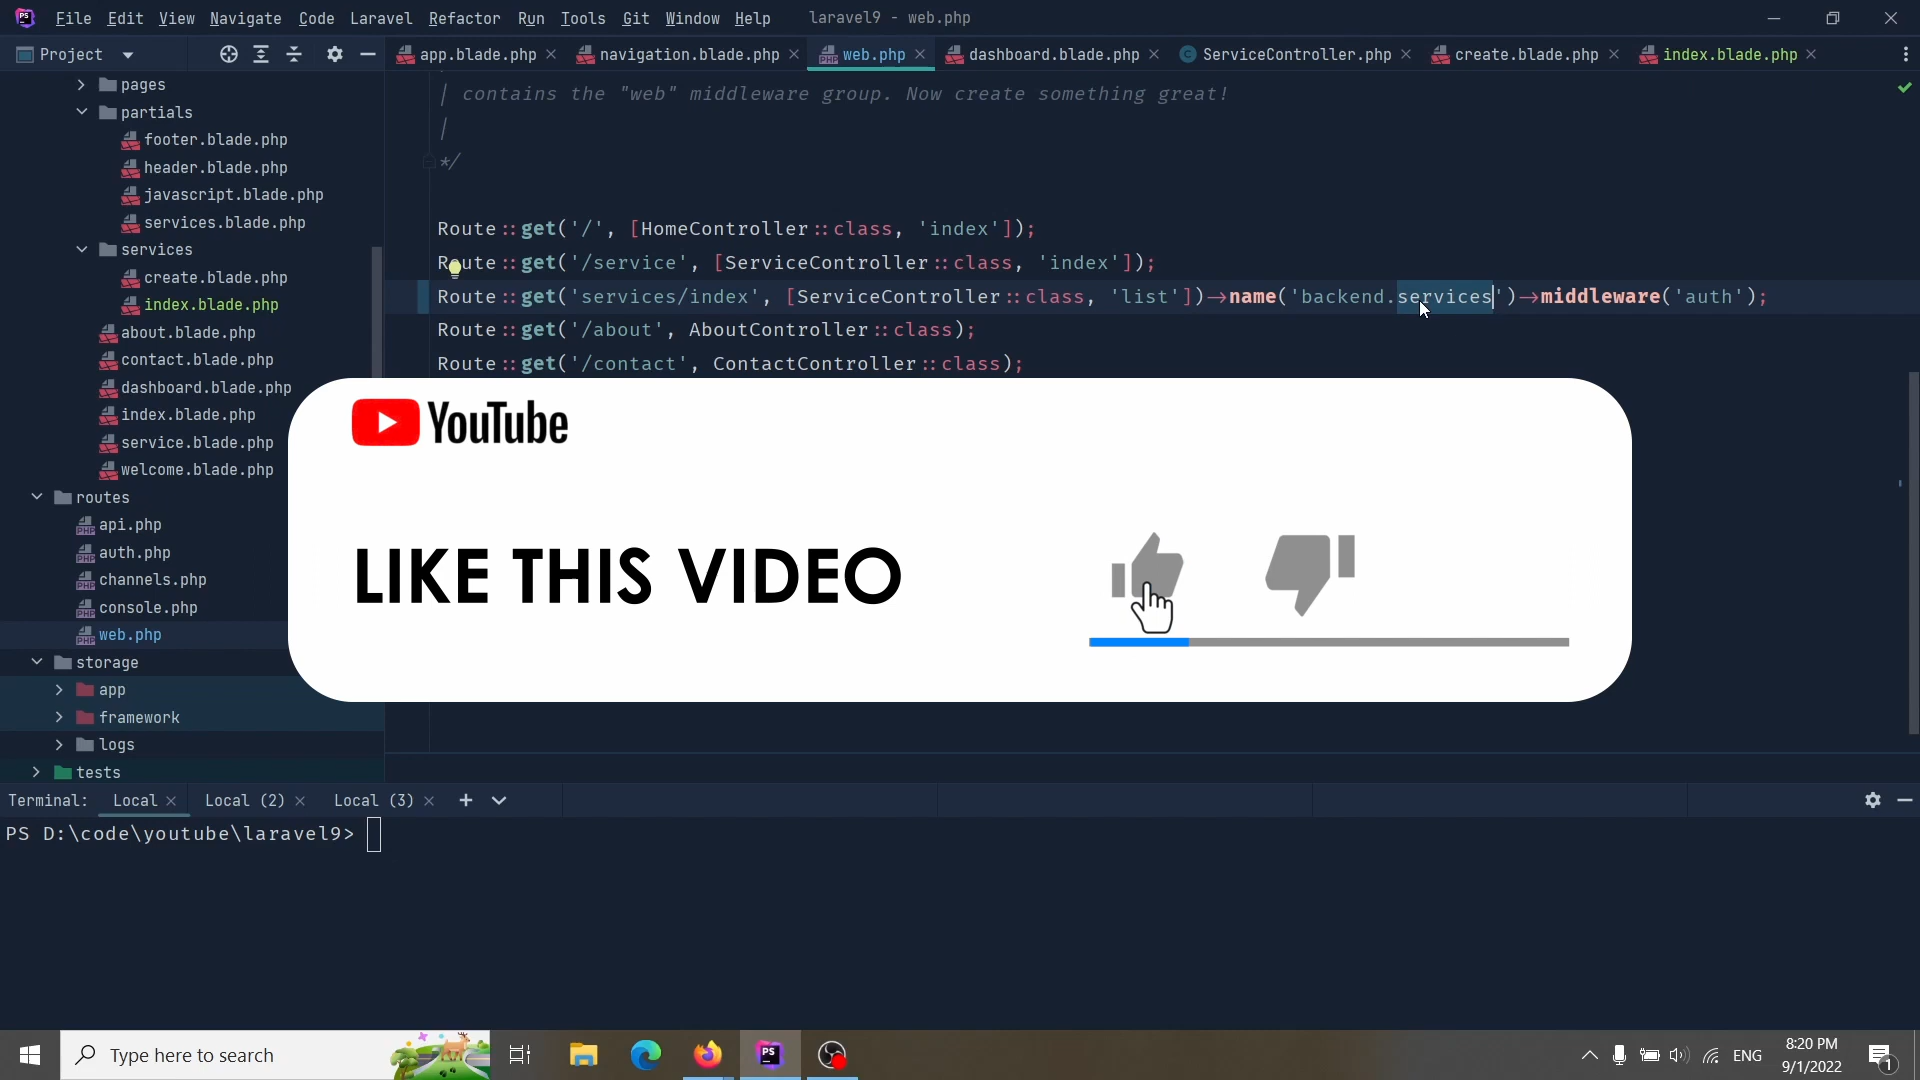 File Edit View Navigate Code Laravel Refactor Run Tools Git Window Help laravel9 - web.php
Project
app.blade.php navigation.blade.php web.php dashboard.blade.php ServiceController.php create.blade.php index.blade.php
pages
partials
footer.blade.php
header.blade.php
javascript.blade.php
services.blade.php
services
create.blade.php
index.blade.php
about.blade.php
contact.blade.php
dashboard.blade.php
index.blade.php
service.blade.php
welcome.blade.php
routes
api.php
auth.php
channels.php
console.php
web.php
storage
app
framework
logs
tests
| contains the "web" middleware group. Now create something great!
|
*/
Route::get('/', [HomeController::class, 'index']);
Route::get('/service', [ServiceController::class, 'index']);
Route::get('services/index', [ServiceController::class, 'list'])->name('backend.services')->middleware('auth');
Route::get('/about', AboutController::class);
Route::get('/contact', ContactController::class);
YouTube
LIKE THIS VIDEO
Terminal: Local Local (2) Local (3)
PS D:\code\youtube\laravel9>
Type here to search
ENG
8:20 PM
9/1/2022
1